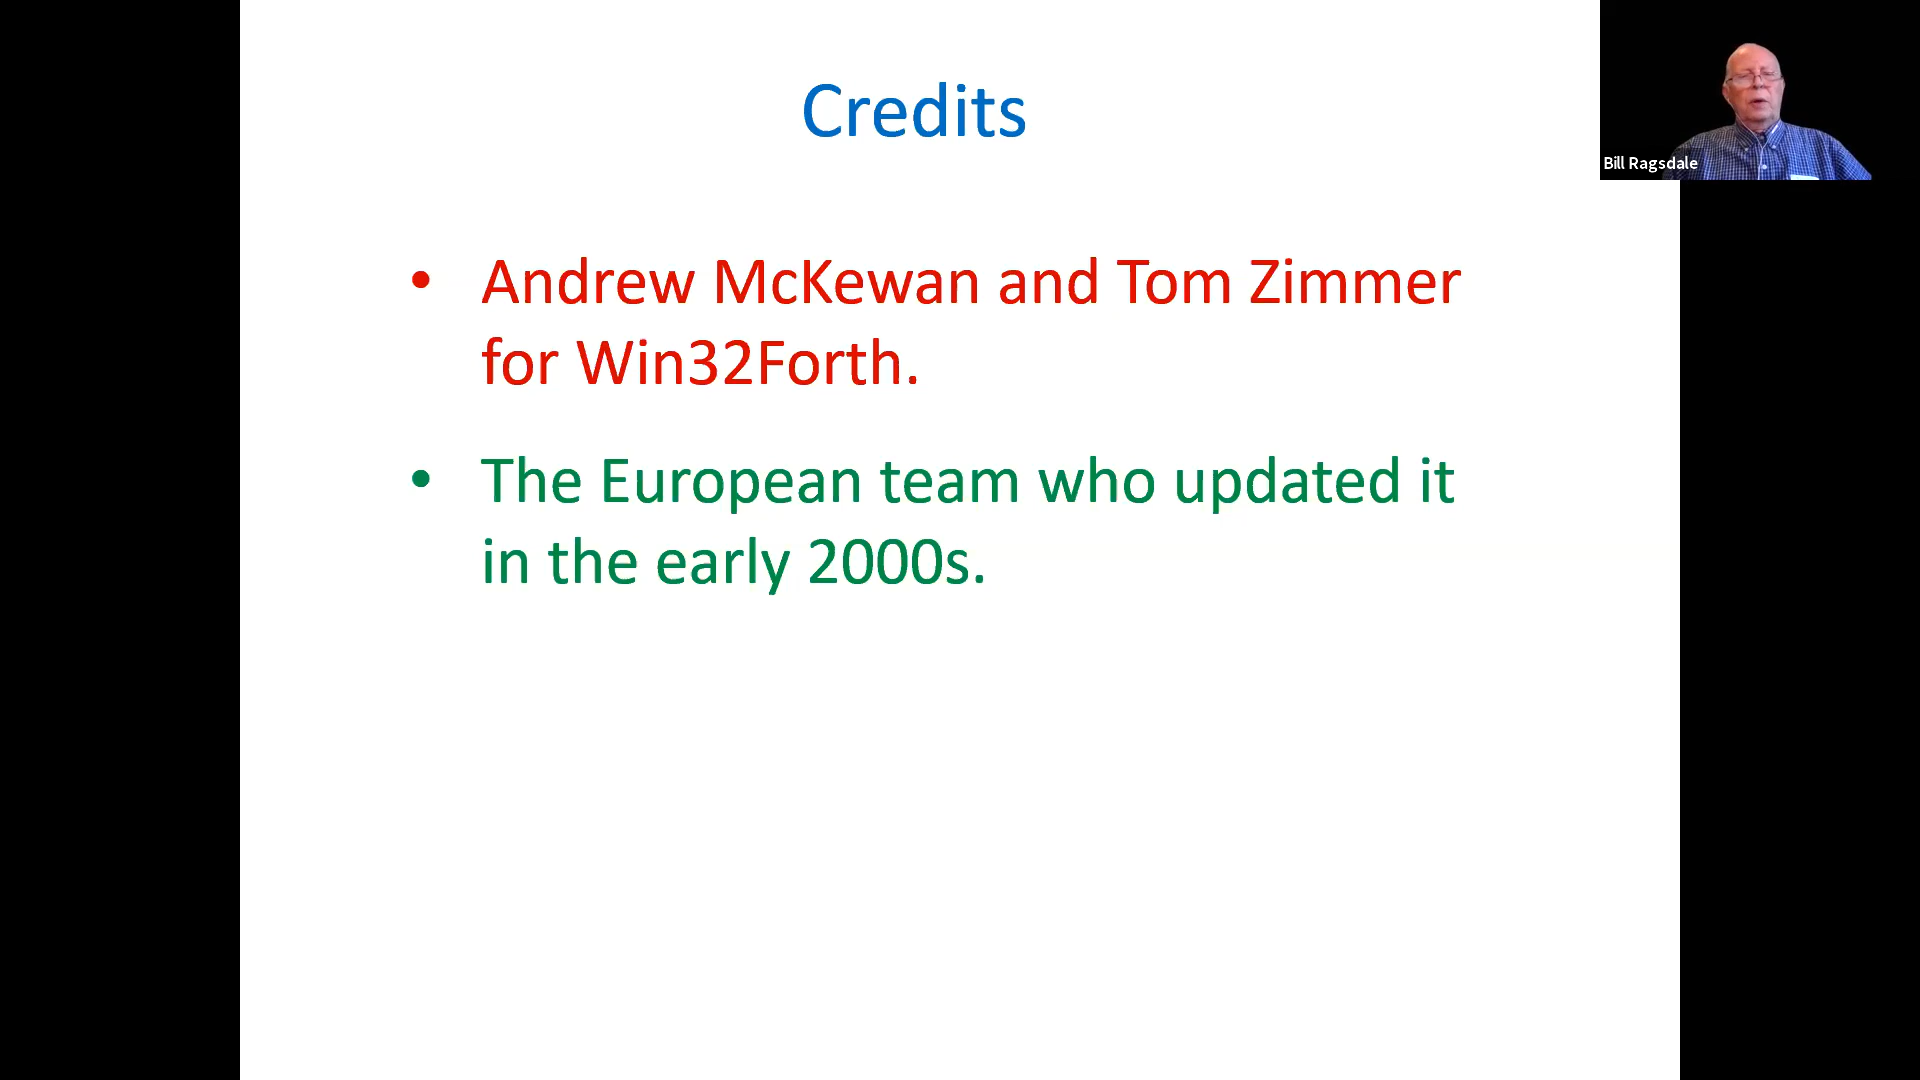 Credits
Bill Ragsdale
• Andrew McKewan and Tom Zimmer
for Win32Forth.
• The European team who updated it
in the early 2000s.